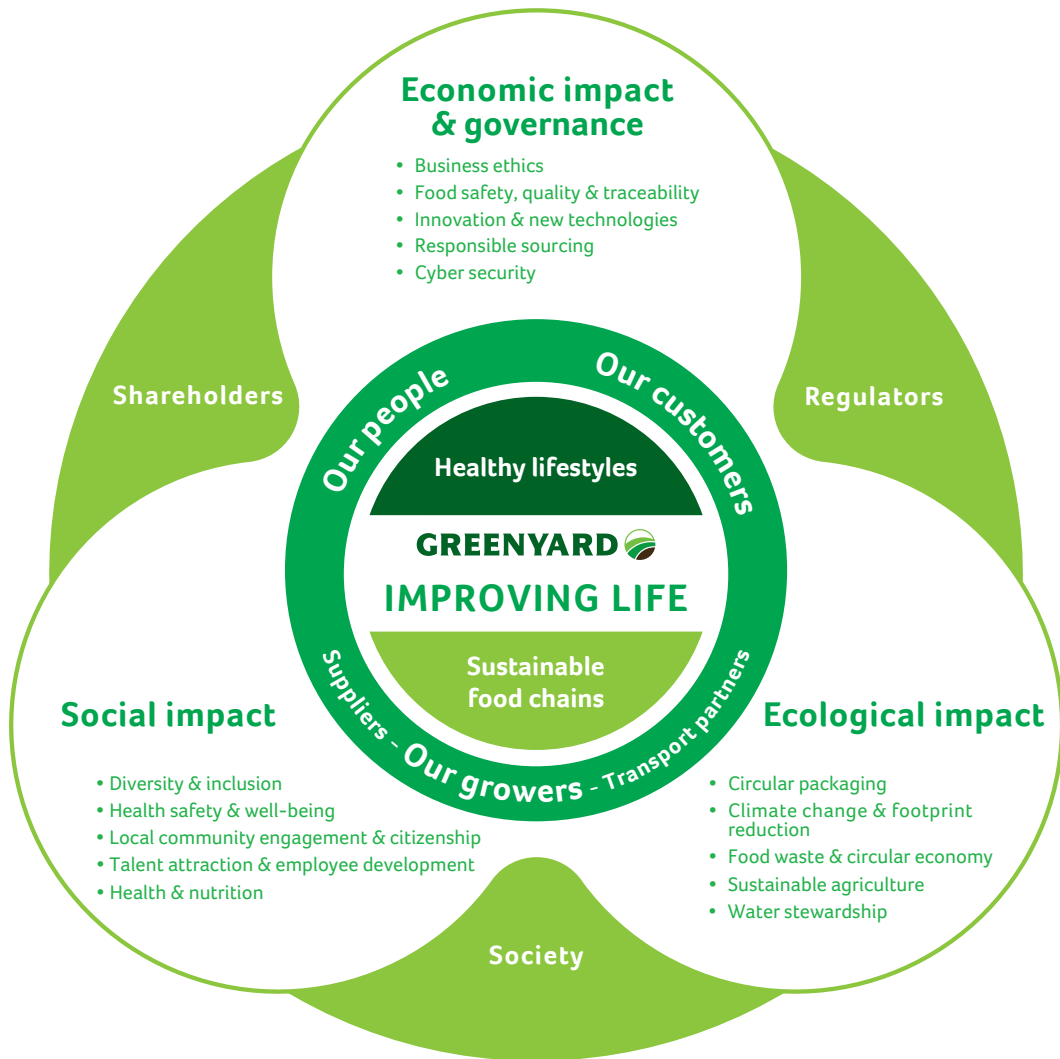 Economic impact
& governance
• Business ethics
• Food safety, quality & traceability
• Innovation & new technologies
• Responsible sourcing
• Cyber security
Shareholders
Regulators
Our people
Our customers
Healthy lifestyles
GREENYARD
IMPROVING LIFE
Sustainable
food chains
Suppliers - Our growers - Transport partners
Social impact
• Diversity & inclusion
• Health safety & well-being
• Local community engagement & citizenship
• Talent attraction & employee development
• Health & nutrition
Ecological impact
• Circular packaging
• Climate change & footprint
reduction
• Food waste & circular economy
• Sustainable agriculture
• Water stewardship
Society